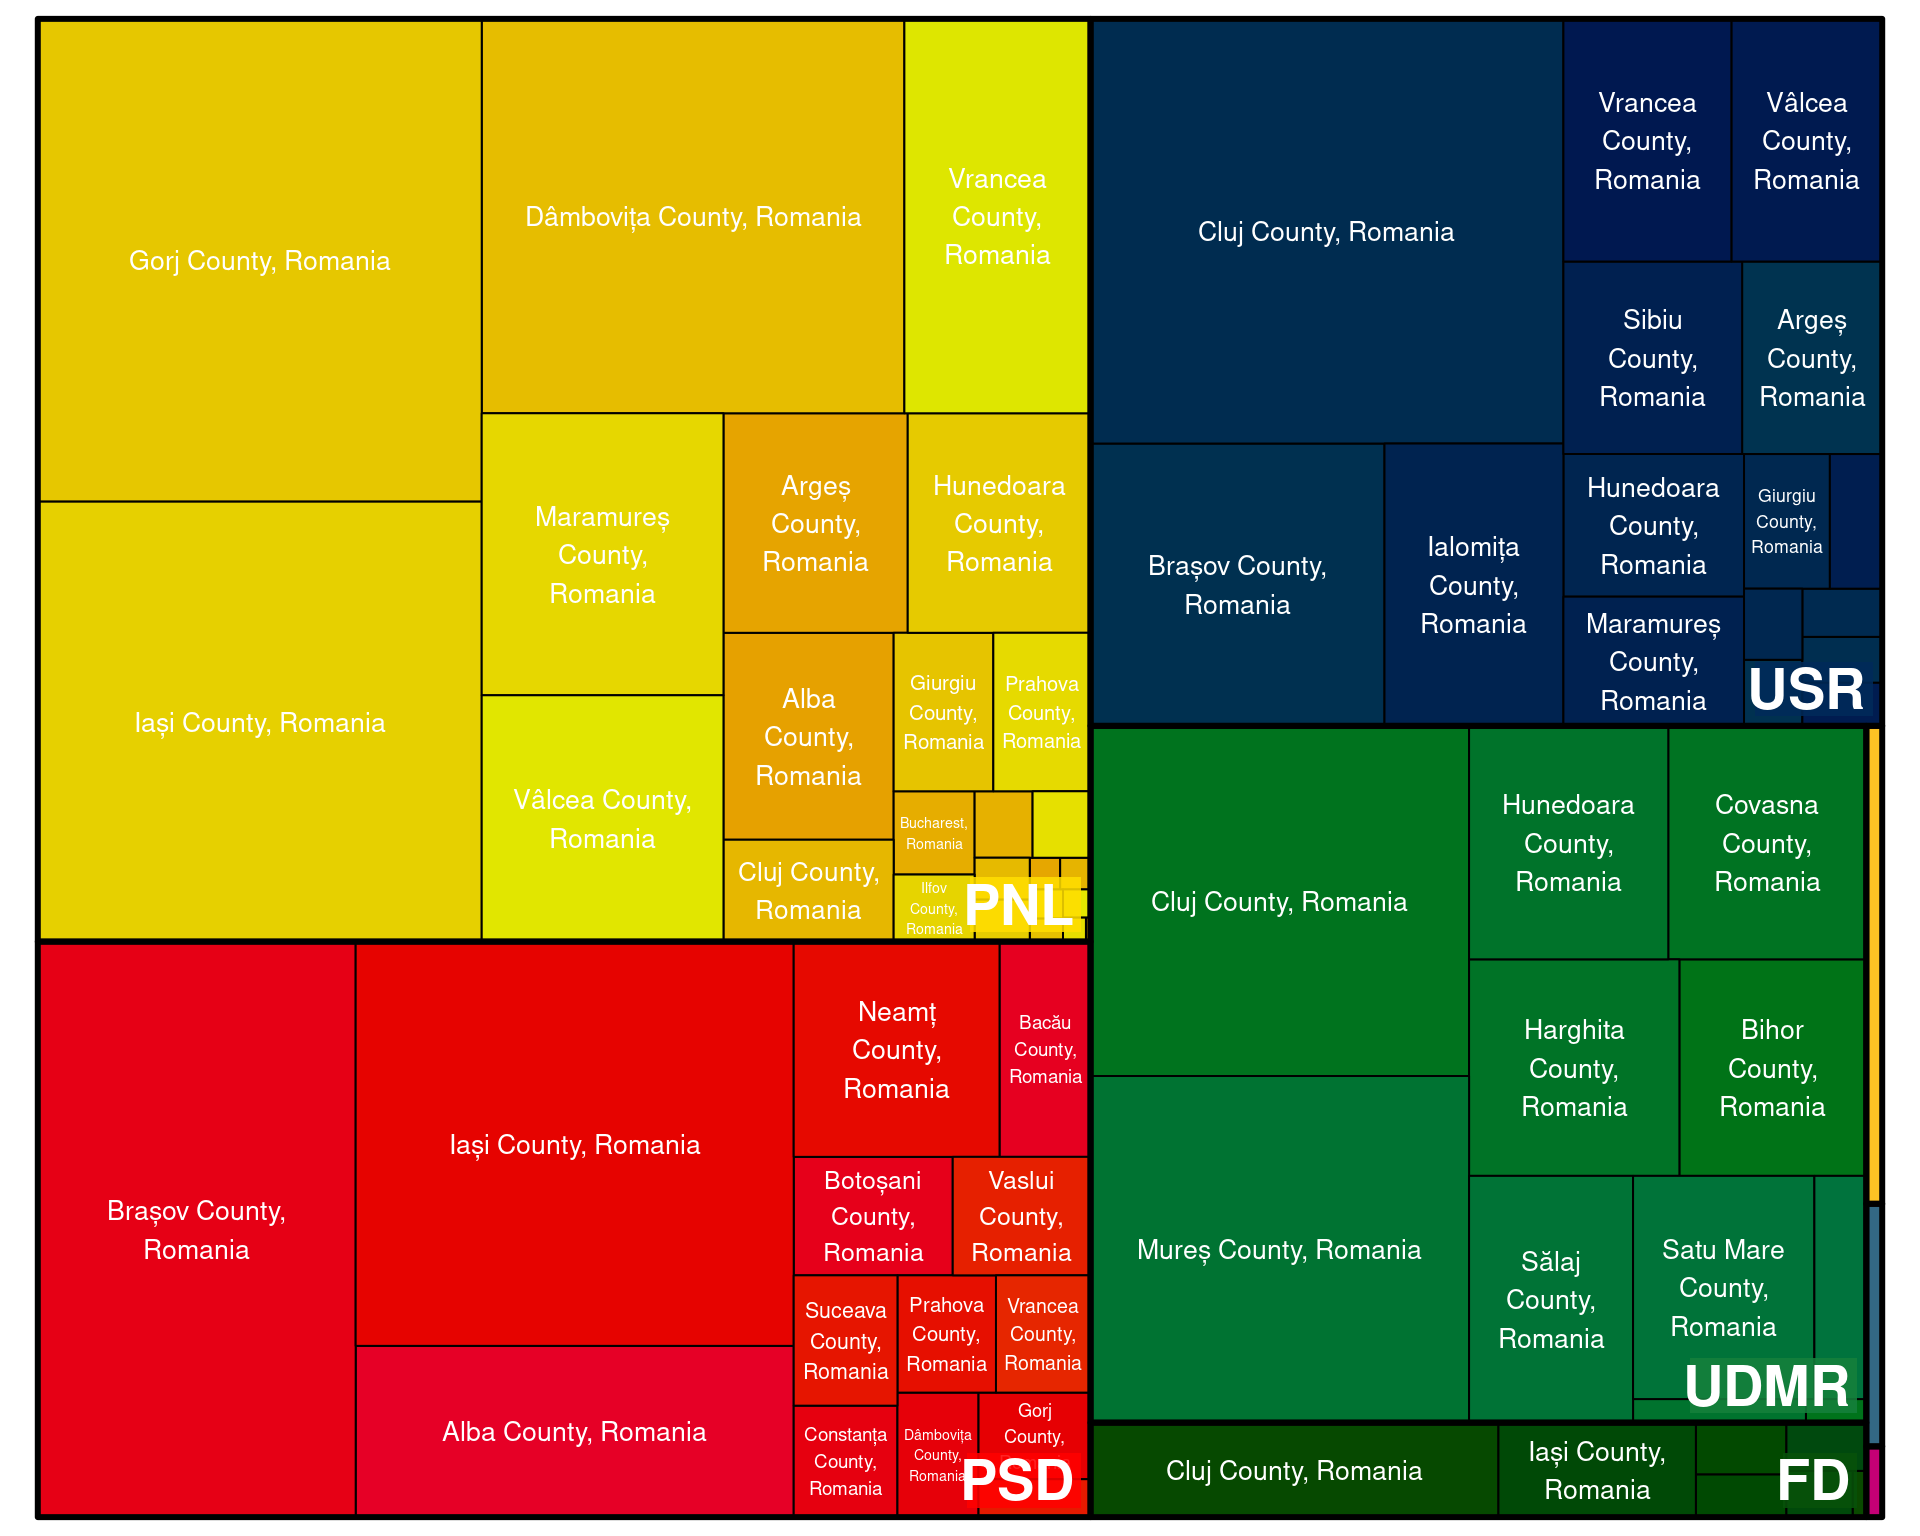 Gorj County, Romania
Dâmbovița County, Romania
Vrancea
County,
Romania
Iași County, Romania
Maramureș
County,
Romania
Argeș
County,
Romania
Hunedoara
County,
Romania
Vâlcea County,
Romania
Alba
County,
Romania
Giurgiu
County,
Romania
Prahova
County,
Romania
Cluj County,
Romania
Bucharest,
Romania
Ilfov
County,
Romania
PNL
Brașov County,
Romania
Iași County, Romania
Alba County, Romania
Neamț
County,
Romania
Bacău
County,
Romania
Botoșani
County,
Romania
Vaslui
County,
Romania
Suceava
County,
Romania
Prahova
County,
Romania
Vrancea
County,
Romania
Constanța
County,
Romania
Dâmbovița
County,
Romania
Gorj
County,
PSD
Cluj County, Romania
Vrancea
County,
Romania
Vâlcea
County,
Romania
Sibiu
County,
Romania
Argeș
County,
Romania
Brașov County,
Romania
Ialomița
County,
Romania
Hunedoara
County,
Romania
Giurgiu
County,
Romania
Maramureș
County,
Romania
USR
Cluj County, Romania
Hunedoara
County,
Romania
Covasna
County,
Romania
Harghita
County,
Romania
Bihor
County,
Romania
Mureș County, Romania
Sălaj
County,
Romania
Satu Mare
County,
Romania
UDMR
Cluj County, Romania
Iași County,
Romania
FD